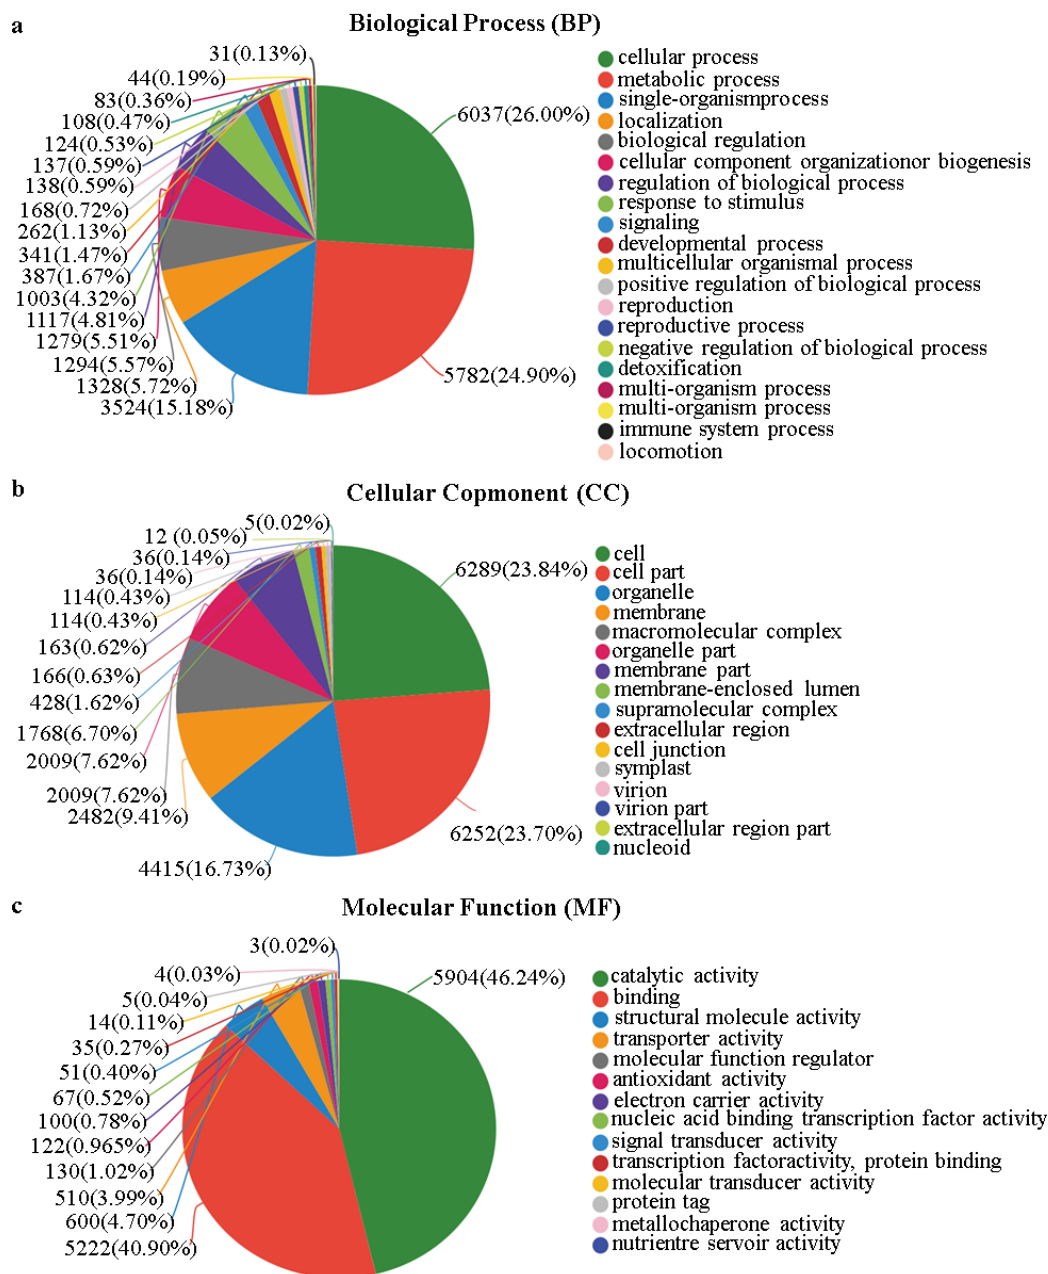 a
Biological Process (BP)
31(0.13%)
44(0.19%)
83(0.36%)
108(0.47%)
124(0.53%)
137(0.59%)
138(0.59%)
168(0.72%)
262(1.13%)
341(1.47%)
387(1.67%)
1003(4.32%)
1117(4.81%)
1279(5.51%)
1294(5.57%)
1328(5.72%)
3524(15.18%)
6037(26.00%)
5782(24.90%)
cellular process
metabolic process
single-organismprocess
localization
biological regulation
cellular component organizationor biogenesis
regulation of biological process
response to stimulus
signaling
developmental process
multicellular organismal process
positive regulation of biological process
reproduction
reproductive process
negative regulation of biological process
detoxification
multi-organism process
multi-organism process
immune system process
locomotion
b
Cellular Copmonent (CC)
5(0.02%)
12 (0.05%)
36(0.14%)
36(0.14%)
114(0.43%)
114(0.43%)
163(0.62%)
166(0.63%)
428(1.62%)
1768(6.70%)
2009(7.62%)
2009(7.62%)
2482(9.41%)
4415(16.73%)
6289(23.84%)
6252(23.70%)
cell
cell part
organelle
membrane
macromolecular complex
organelle part
membrane part
membrane-enclosed lumen
supramolecular complex
extracellular region
cell junction
symplast
virion
virion part
extracellular region part
nucleoid
c
Molecular Function (MF)
3(0.02%)
4(0.03%)
5(0.04%)
14(0.11%)
35(0.27%)
51(0.40%)
67(0.52%)
100(0.78%)
122(0.965%)
130(1.02%)
510(3.99%)
600(4.70%)
5222(40.90%)
5904(46.24%)
catalytic activity
binding
structural molecule activity
transporter activity
molecular function regulator
antioxidant activity
electron carrier activity
nucleic acid binding transcription factor activity
signal transducer activity
transcription factoractivity, protein binding
molecular transducer activity
protein tag
metallochaperone activity
nutrientre servoir activity